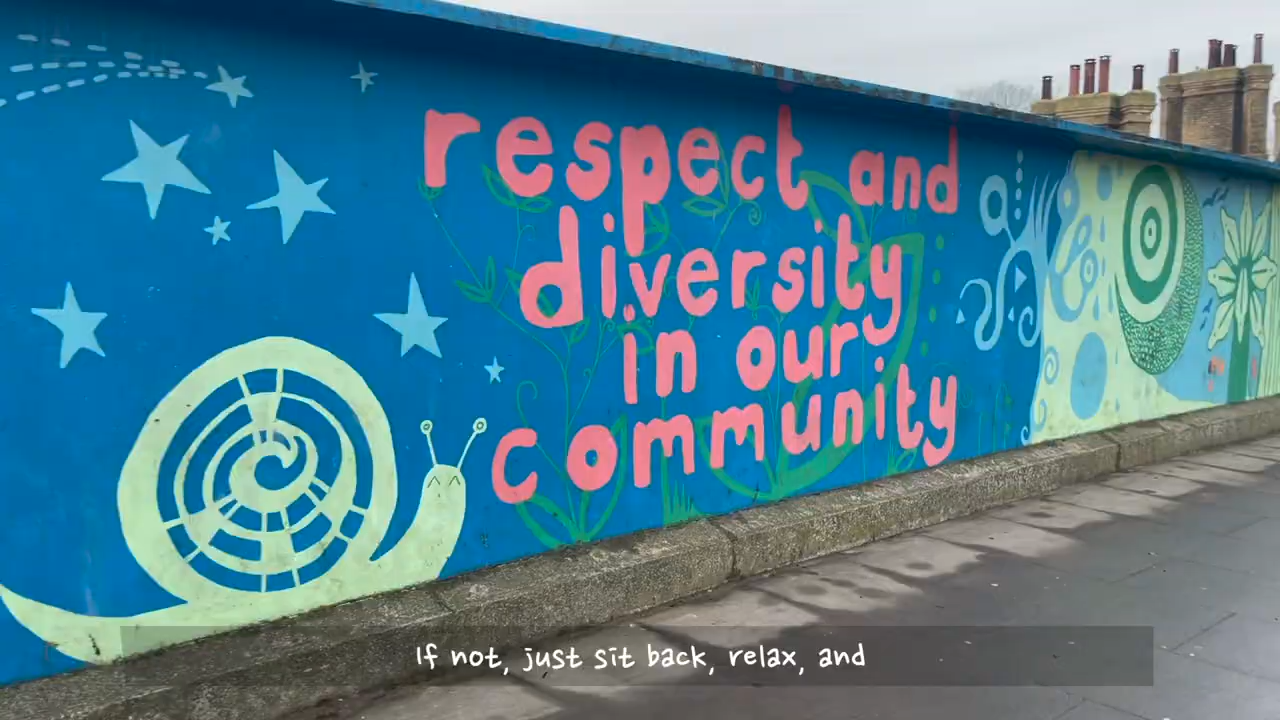 respect and
diversity
in our
community
If not, just sit back, relax, and